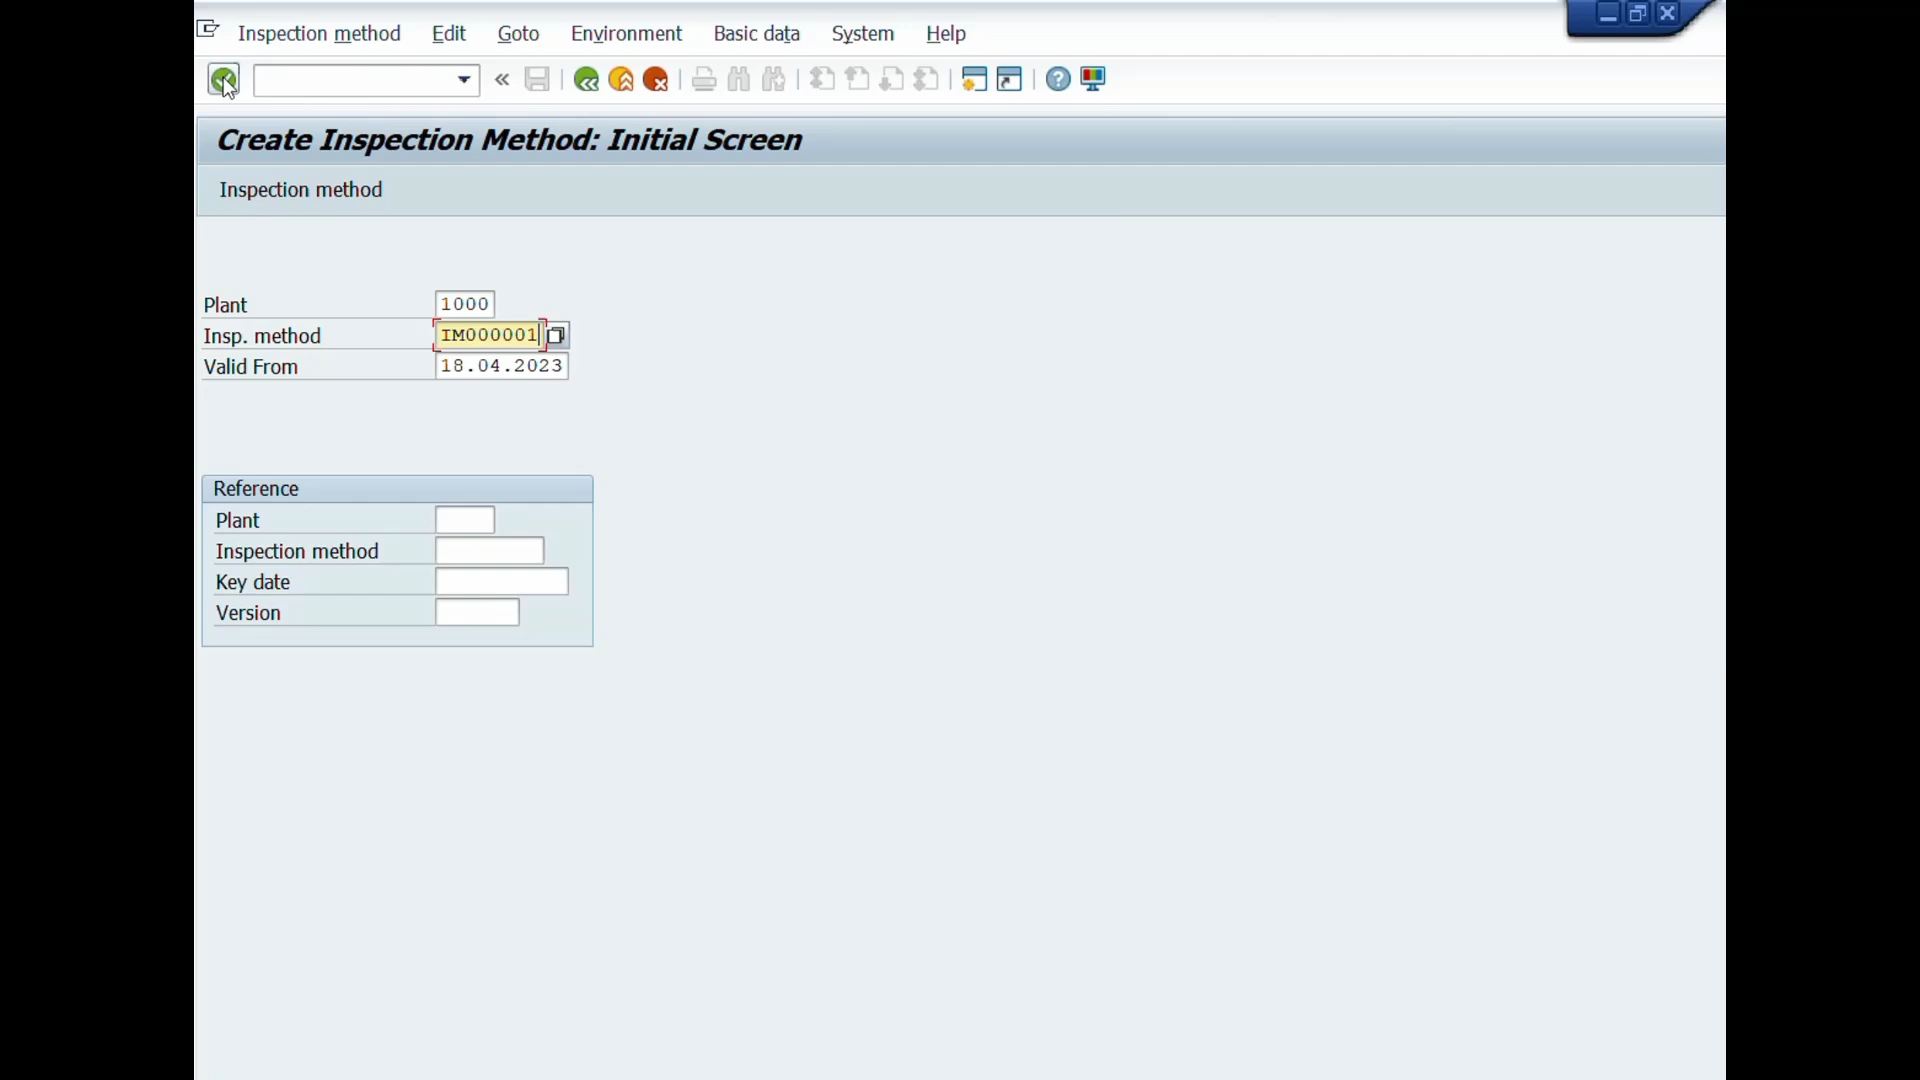 Inspection method Edit Goto Environment Basic data System Help
Create Inspection Method: Initial Screen
Inspection method
Plant 1000
Insp. method IM000001
Valid From 18.04.2023
Reference
Plant
Inspection method
Key date
Version